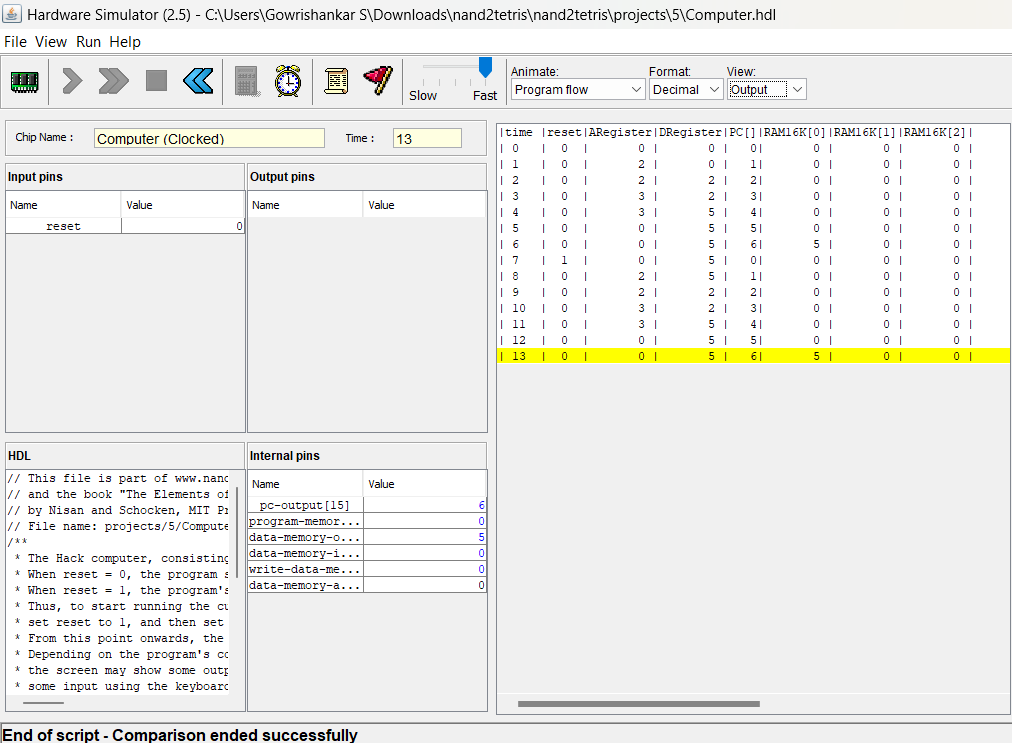 Hardware Simulator (2.5) - C:\Users\Gowrishankar S\Downloads\nand2tetris\nand2tetris\projects\5\Computer.hdl
File View Run Help
Slow Fast
Animate: Format: View:
Program flow Decimal Output
Chip Name : Computer (Clocked) Time : 13
Input pins
Name Value
reset 0
Output pins
Name Value
HDL
// This file is part of www.nand
// and the book "The Elements of
// by Nisan and Schocken, MIT Pr
// File name: projects/5/Compute
/**
* The Hack computer, consisting
* When reset = 0, the program s
* When reset = 1, the program's
* Thus, to start running the cu
* set reset to 1, and then set
* From this point onwards, the
* Depending on the program's co
* the screen may show some outp
* some input using the keyboard
Internal pins
Name Value
pc-output[15] 6
program-memor... 0
data-memory-o... 5
data-memory-i... 0
write-data-me... 0
data-memory-a... 0
|time |reset|ARegister|DRegister|PC[]|RAM16K[0]|RAM16K[1]|RAM16K[2]|
| 0 | 0 | 0 | 0 | 0| 0 | 0 | 0 |
| 1 | 0 | 2 | 0 | 1| 0 | 0 | 0 |
| 2 | 0 | 2 | 2 | 2| 0 | 0 | 0 |
| 3 | 0 | 3 | 2 | 3| 0 | 0 | 0 |
| 4 | 0 | 3 | 5 | 4| 0 | 0 | 0 |
| 5 | 0 | 0 | 5 | 5| 0 | 0 | 0 |
| 6 | 0 | 0 | 5 | 6| 5 | 0 | 0 |
| 7 | 1 | 0 | 5 | 0| 0 | 0 | 0 |
| 8 | 0 | 2 | 5 | 1| 0 | 0 | 0 |
| 9 | 0 | 2 | 2 | 2| 0 | 0 | 0 |
| 10 | 0 | 3 | 2 | 3| 0 | 0 | 0 |
| 11 | 0 | 3 | 5 | 4| 0 | 0 | 0 |
| 12 | 0 | 0 | 5 | 5| 0 | 0 | 0 |
| 13 | 0 | 0 | 5 | 6| 5 | 0 | 0 |
End of script - Comparison ended successfully